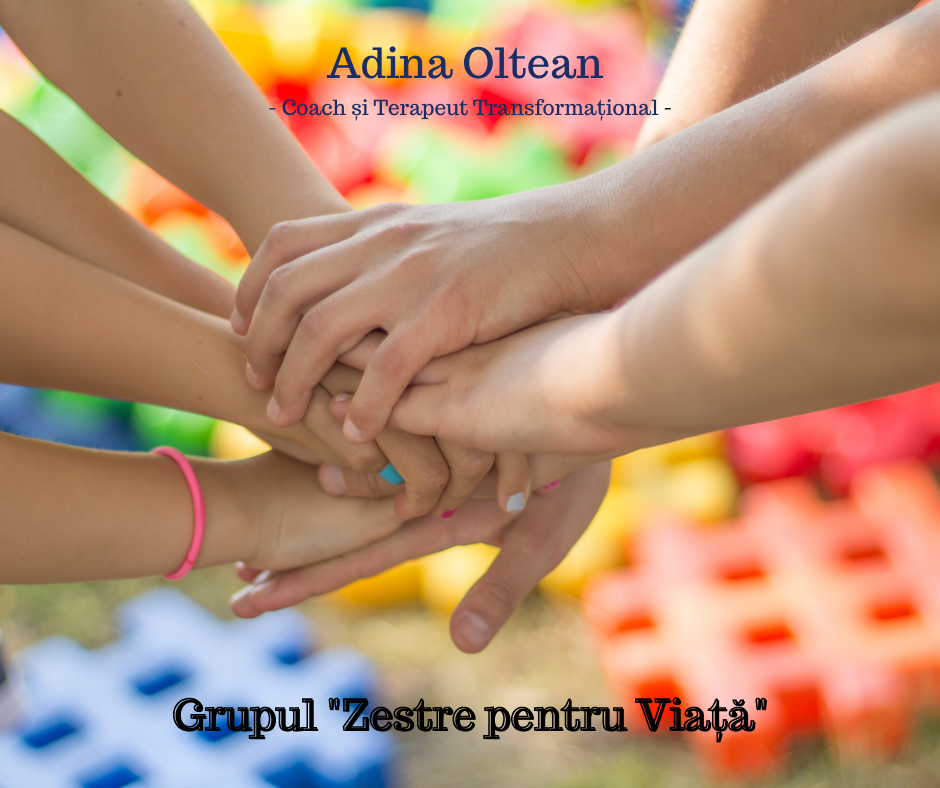 Adina Oltean
- Coach și Terapeut Transformațional -
Grupul "Zestre pentru Viață"